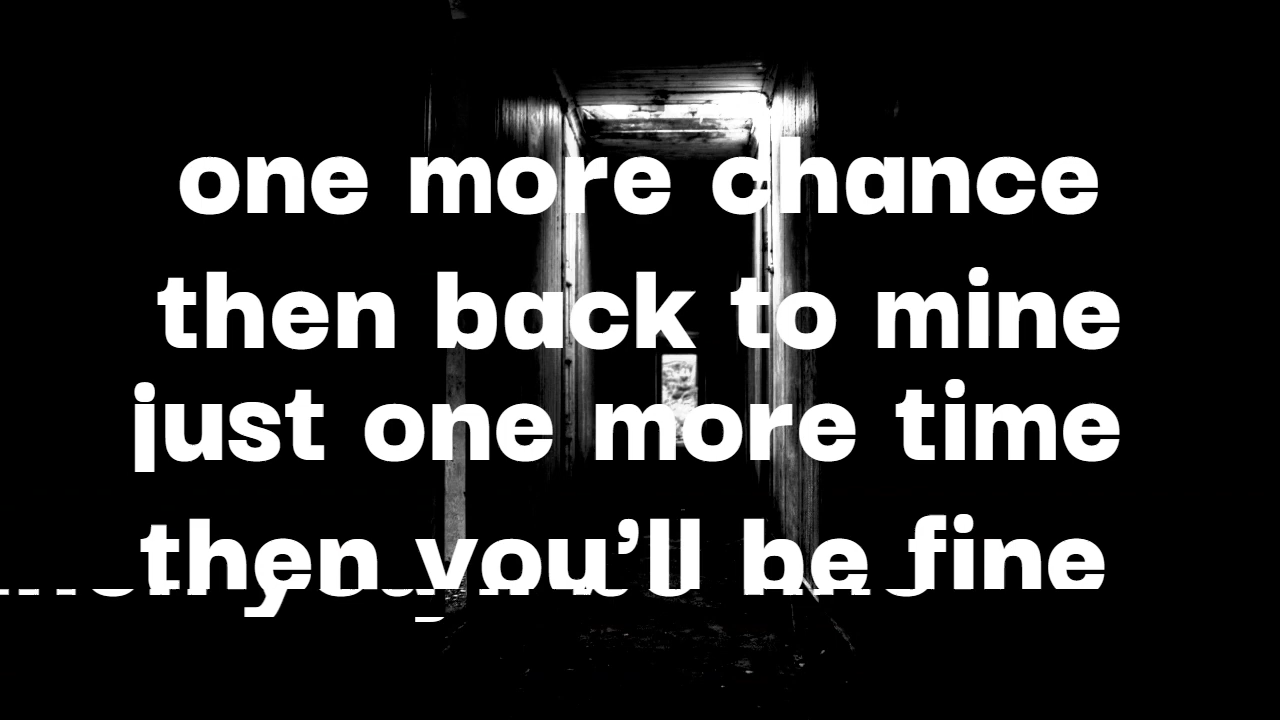 one more chance
then back to mine
just one more time
then you’ll be fine